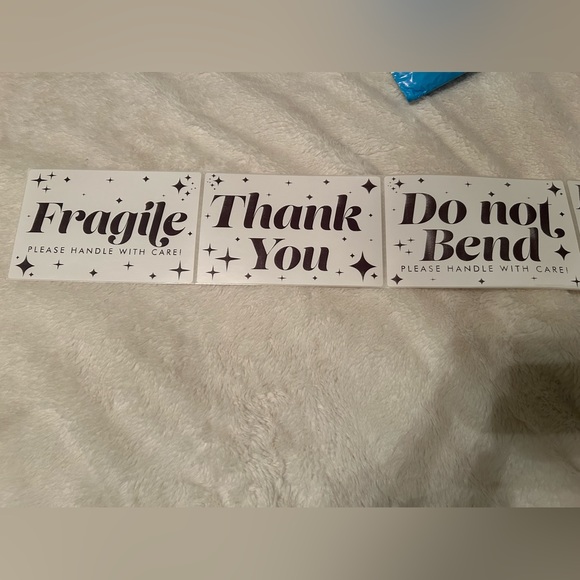 Fragile
PLEASE HANDLE WITH CARE!
Thank
You
Do not
Bend
PLEASE HANDLE WITH CARE!